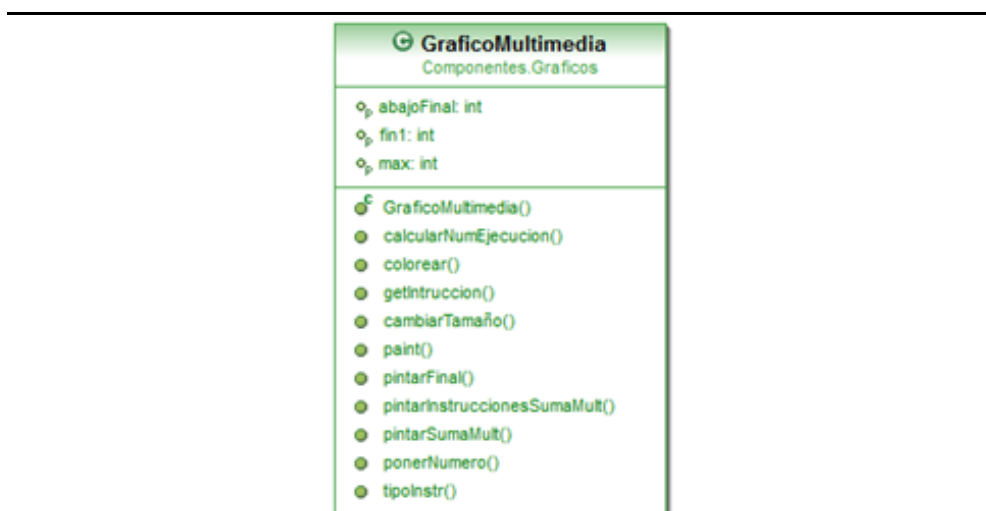 GraficoMultimedia
Componentes.Graficos
abajoFinal: int
fin1: int
max: int
GraficoMultimedia()
calcularNumEjecucion()
colorear()
getIntruccion()
cambiarTamaño()
paint()
pintarFinal()
pintarInstruccionesSumaMult()
pintarSumaMult()
ponerNumero()
tipoInstr()